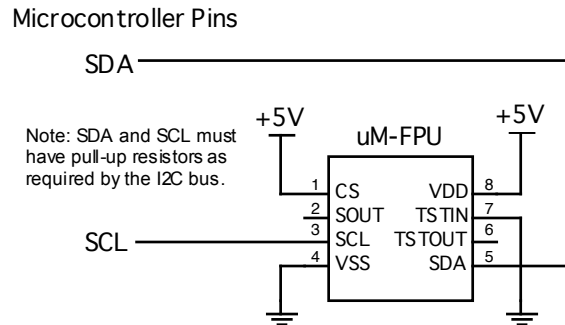 Microcontroller Pins
SDA
+5V
+5V
Note: SDA and SCL must
have pull-up resistors as
required by the I2C bus.
uM-FPU
1 CS VDD 8
2 SOUT TSTIN 7
SCL 3 SCL TSTOUT 6
4 VSS SDA 5